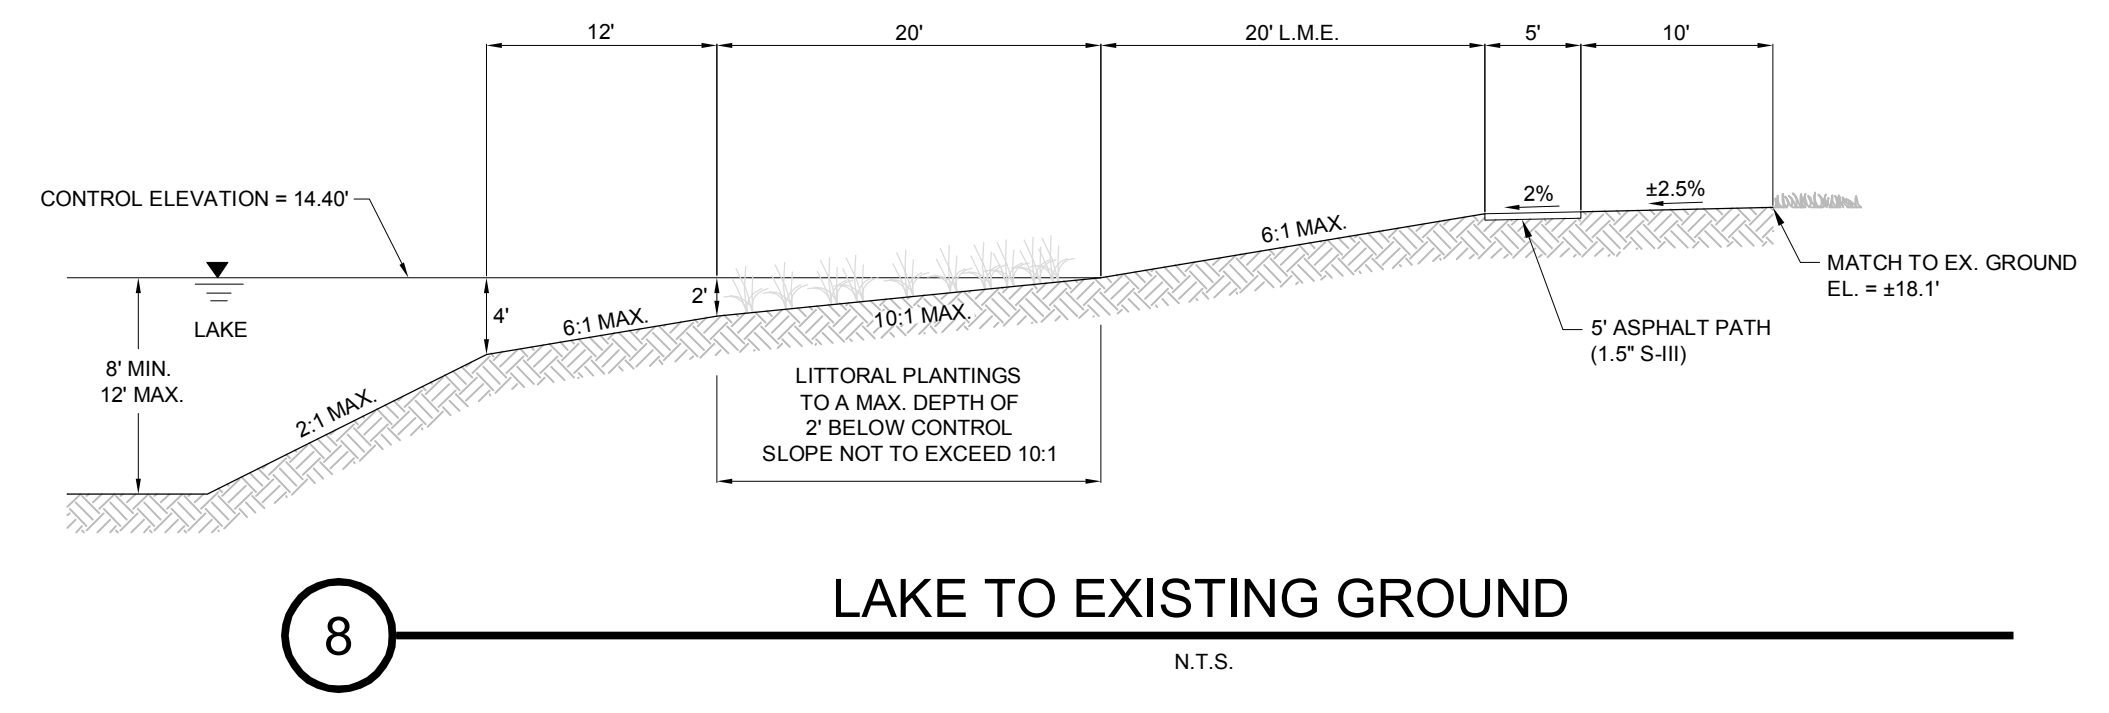 12'
20'
20' L.M.E.
5'
10'
CONTROL ELEVATION = 14.40'
2%
±2.5%
6:1 MAX.
MATCH TO EX. GROUND
EL. = ±18.1'
LAKE
4'
6:1 MAX.
2'
10:1 MAX.
5' ASPHALT PATH
(1.5" S-III)
8' MIN.
12' MAX.
2:1 MAX.
LITTORAL PLANTINGS
TO A MAX. DEPTH OF
2' BELOW CONTROL
SLOPE NOT TO EXCEED 10:1
8
LAKE TO EXISTING GROUND
N.T.S.